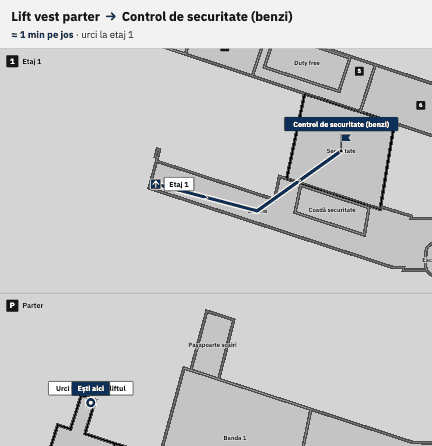 Lift vest parter → Control de securitate (benzi)
≈ 1 min pe jos · urci la etaj 1
1 Etaj 1
Duty free
5
6
Control de securitate (benzi)
Etaj 1
Coadă securitate
P Parter
Pașapoarte sosiri
Urci
Ești aici
liftul
Banda 1